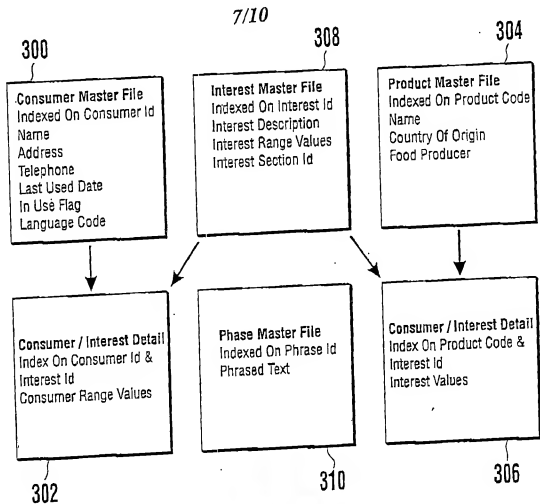 7/10
300
308
304
Consumer Master File
Indexed On Consumer Id
Name
Address
Telephone
Last Used Date
In Use Flag
Language Code
Interest Master File
Indexed On Interest Id
Interest Description
Interest Range Values
Interest Section Id
Product Master File
Indexed On Product Code
Name
Country Of Origin
Food Producer
Consumer / Interest Detail
Index On Consumer Id &
Interest Id
Consumer Range Values
Phase Master File
Indexed On Phrase Id
Phrased Text
Consumer / Interest Detail
Index On Product Code &
Interest Id
Interest Values
302
310
306